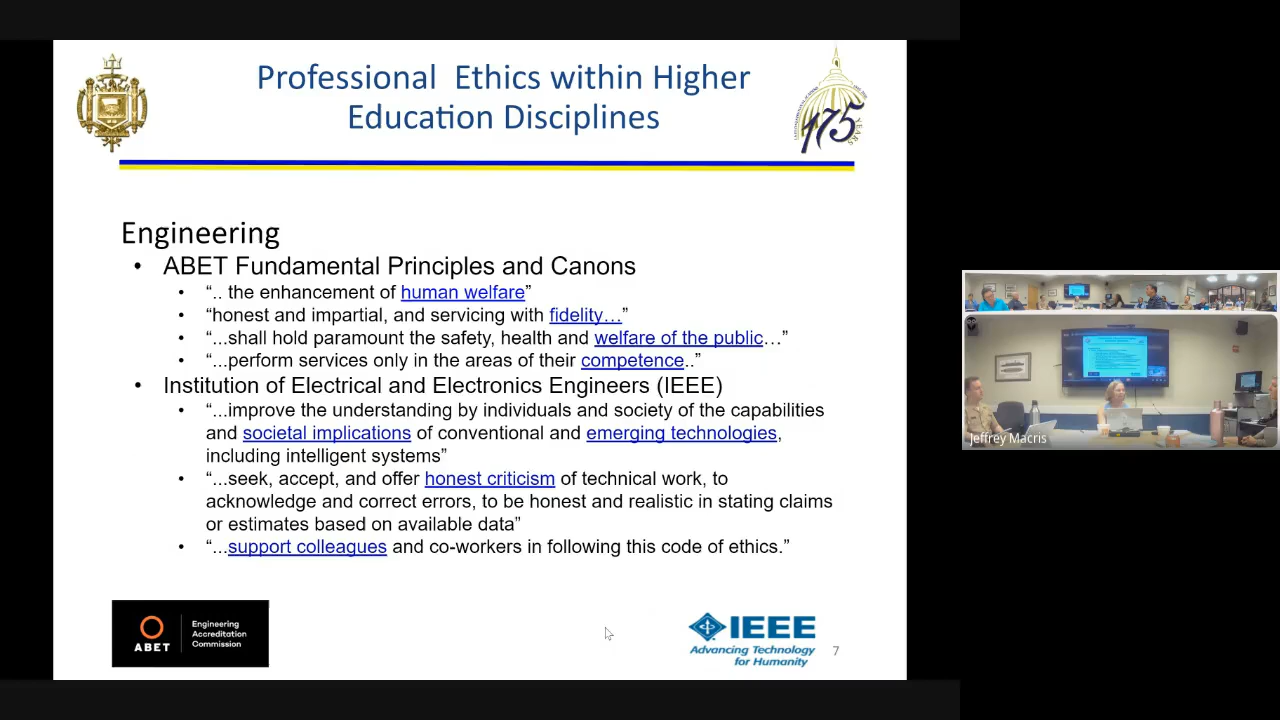 Professional Ethics within Higher
Education Disciplines
175
YEARS
Engineering
• ABET Fundamental Principles and Canons
• “.. the enhancement of human welfare”
• “honest and impartial, and servicing with fidelity…”
• “...shall hold paramount the safety, health and welfare of the public…”
• “...perform services only in the areas of their competence..”
• Institution of Electrical and Electronics Engineers (IEEE)
• “...improve the understanding by individuals and society of the capabilities
and societal implications of conventional and emerging technologies,
including intelligent systems”
• “...seek, accept, and offer honest criticism of technical work, to
acknowledge and correct errors, to be honest and realistic in stating claims
or estimates based on available data”
• “...support colleagues and co-workers in following this code of ethics.”
ABET
Engineering
Accreditation
Commission
IEEE
Advancing Technology
for Humanity
7
Jeffrey Macris